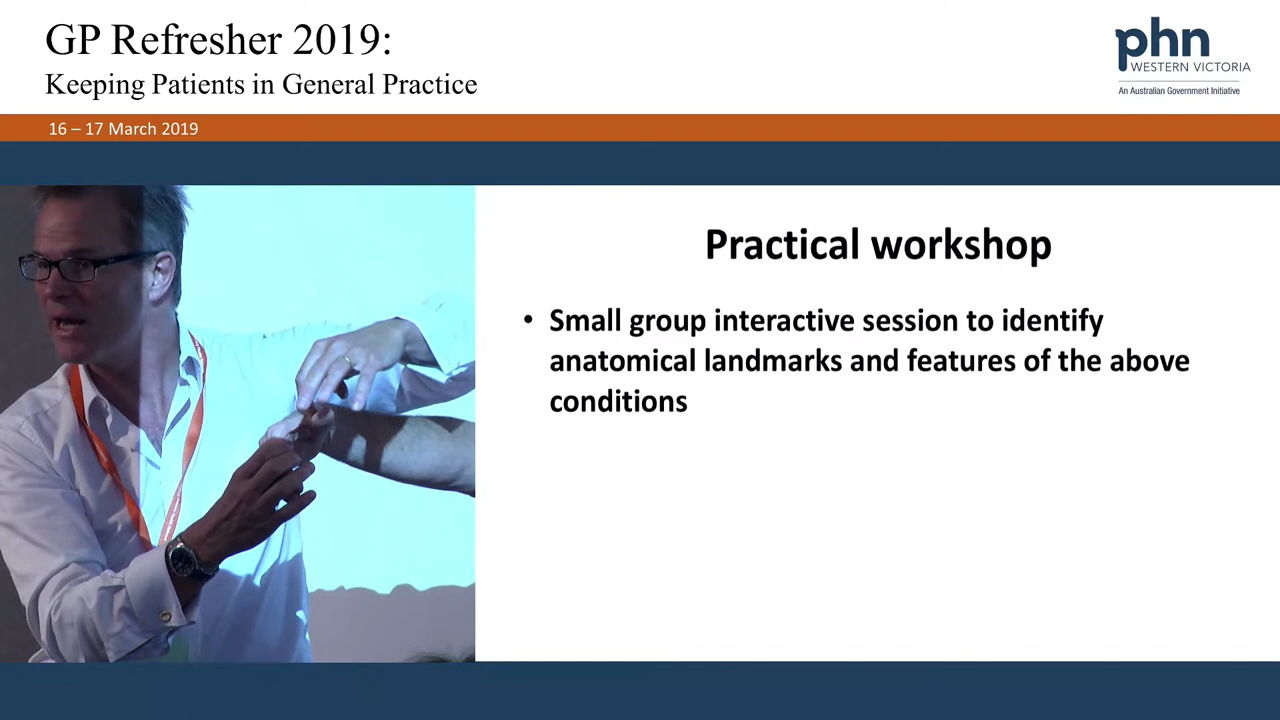 GP Refresher 2019:
Keeping Patients in General Practice
phn
WESTERN VICTORIA
An Australian Government Initiative
16 – 17 March 2019
Practical workshop
• Small group interactive session to identify
anatomical landmarks and features of the above
conditions